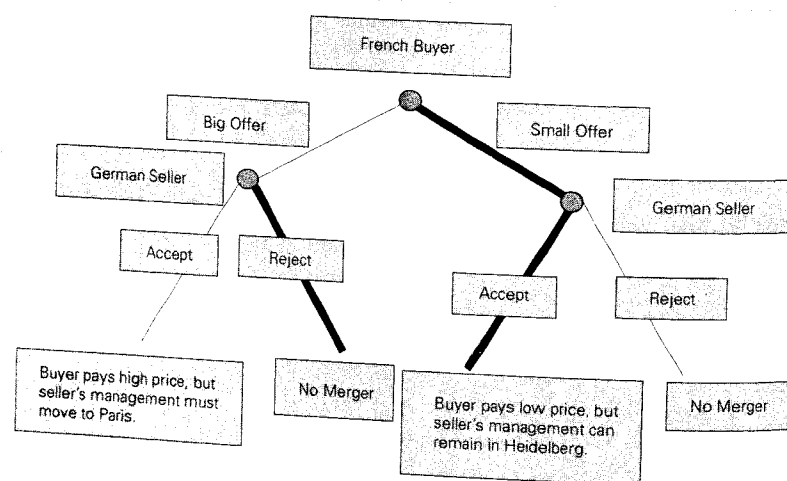 French Buyer
Big Offer
Small Offer
German Seller
German Seller
Accept
Reject
Accept
Reject
Buyer pays high price, but
seller's management must
move to Paris.
No Merger
Buyer pays low price, but
seller's management can
remain in Heidelberg.
No Merger